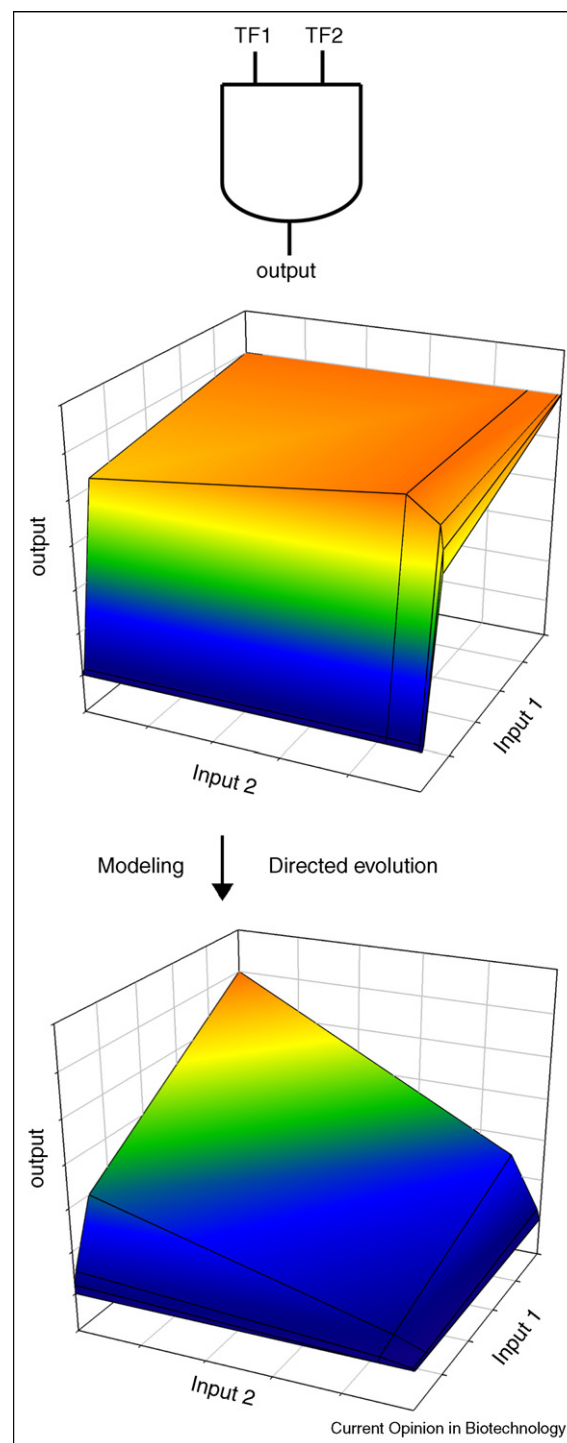 TF1 TF2
output
output
Input 2
Input 1
Modeling Directed evolution
output
Input 2
Input 1
Current Opinion in Biotechnology